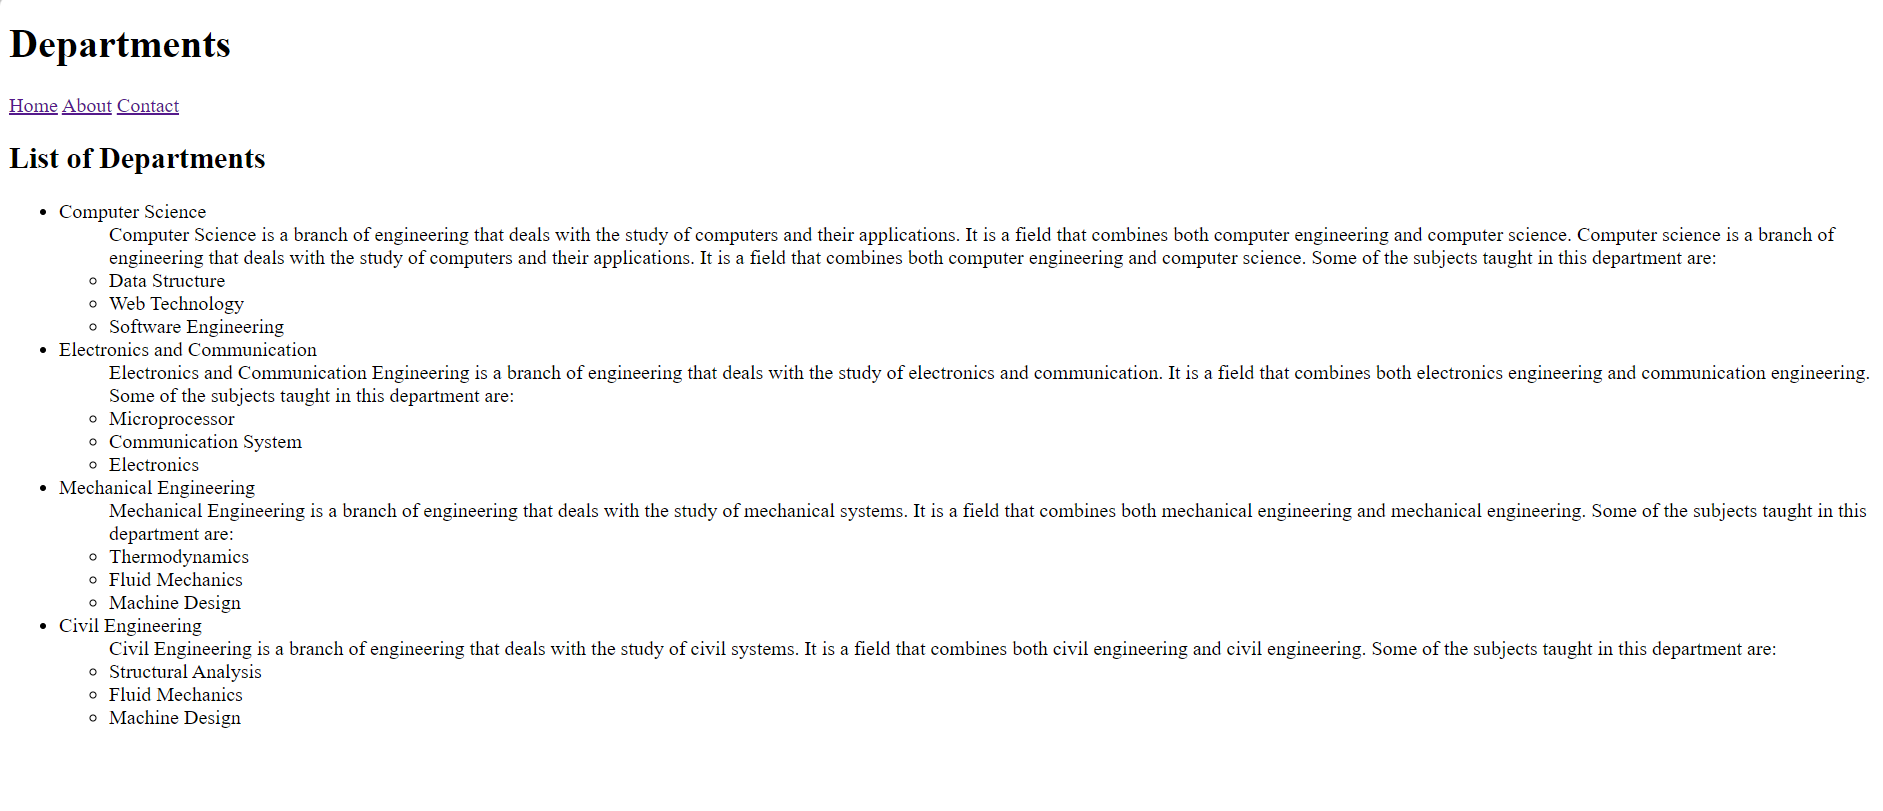 Departments
Home About Contact
List of Departments
Computer Science
Computer Science is a branch of engineering that deals with the study of computers and their applications. It is a field that combines both computer engineering and computer science. Computer science is a branch of
engineering that deals with the study of computers and their applications. It is a field that combines both computer engineering and computer science. Some of the subjects taught in this department are:
Data Structure
Web Technology
Software Engineering
Electronics and Communication
Electronics and Communication Engineering is a branch of engineering that deals with the study of electronics and communication. It is a field that combines both electronics engineering and communication engineering.
Some of the subjects taught in this department are:
Microprocessor
Communication System
Electronics
Mechanical Engineering
Mechanical Engineering is a branch of engineering that deals with the study of mechanical systems. It is a field that combines both mechanical engineering and mechanical engineering. Some of the subjects taught in this
department are:
Thermodynamics
Fluid Mechanics
Machine Design
Civil Engineering
Civil Engineering is a branch of engineering that deals with the study of civil systems. It is a field that combines both civil engineering and civil engineering. Some of the subjects taught in this department are:
Structural Analysis
Fluid Mechanics
Machine Design